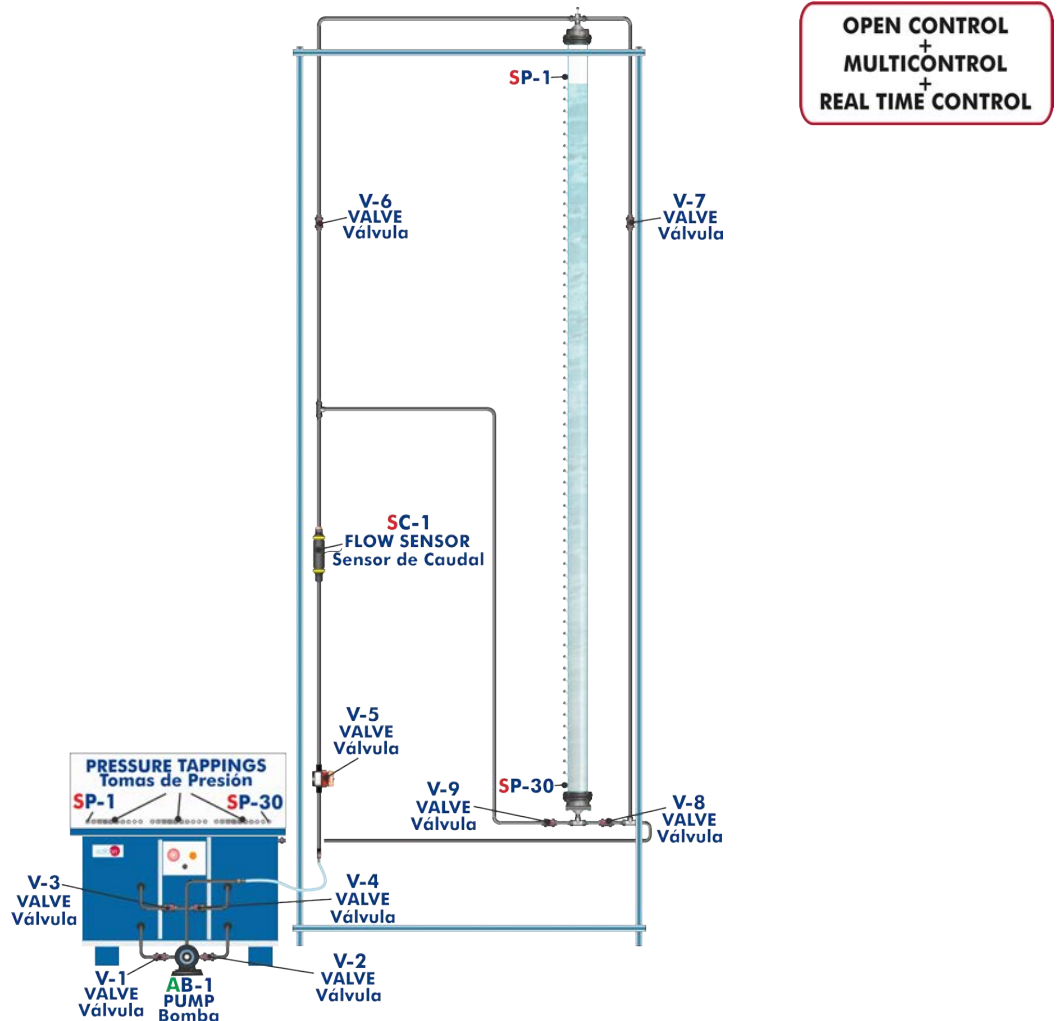 OPEN CONTROL
+
MULTICONTROL
+
REAL TIME CONTROL
SP-1
V-6
VALVE
Válvula
V-7
VALVE
Válvula
SC-1
FLOW SENSOR
Sensor de Caudal
V-5
VALVE
Válvula
PRESSURE TAPPINGS
Tomas de Presión
SP-1
SP-30
SP-30
V-9
VALVE
Válvula
V-8
VALVE
Válvula
V-3
VALVE
Válvula
V-4
VALVE
Válvula
V-1
VALVE
Válvula
AB-1
PUMP
Bomba
V-2
VALVE
Válvula